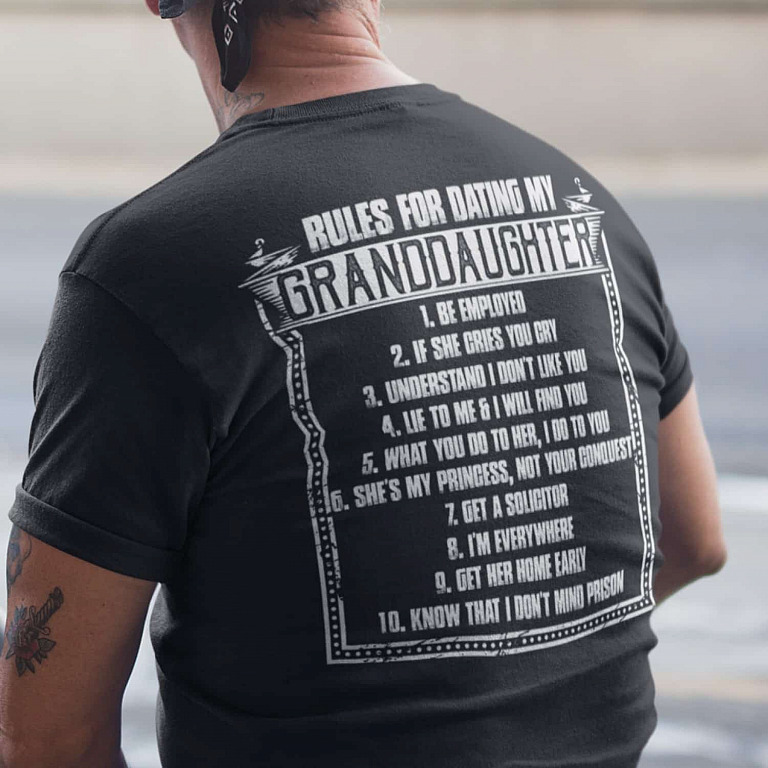 RULES FOR DATING MY
GRANDDAUGHTER
1. BE EMPLOYED
2. IF SHE CRIES YOU CRY
3. UNDERSTAND I DON'T LIKE YOU
4. LIE TO ME & I WILL FIND YOU
5. WHAT YOU DO TO HER, I DO TO YOU
6. SHE'S MY PRINCESS, NOT YOUR CONQUEST
7. GET A SOLICITOR
8. I'M EVERYWHERE
9. GET HER HOME EARLY
10. KNOW THAT I DON'T MIND PRISON